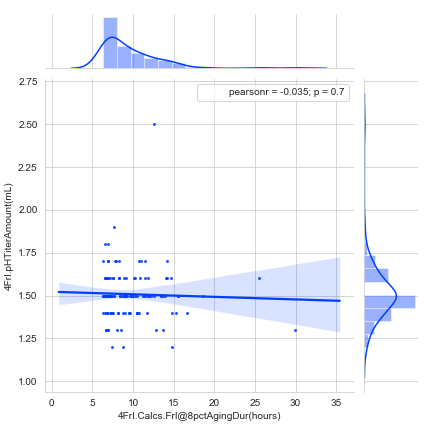 pearsonr = -0.035; p = 0.7
2.75
2.50
2.25
2.00
1.75
1.50
1.25
1.00
4Frl.pHTiterAmount(mL)
0 5 10 15 20 25 30 35
4Frl.Calcs.Frl@8pctAgingDur(hours)